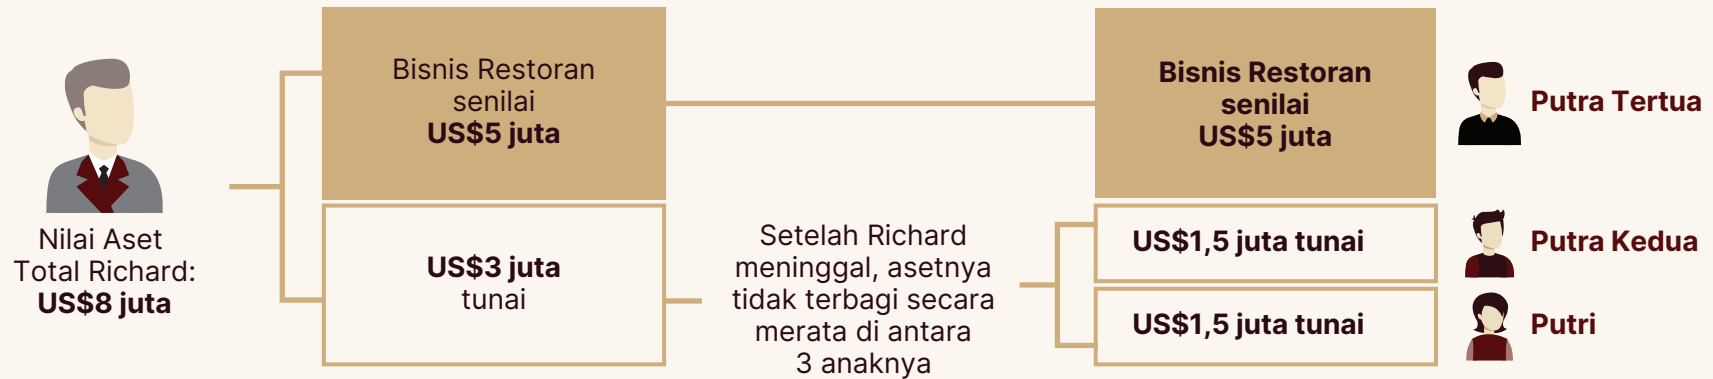 Nilai Aset
Total Richard:
US$8 juta
Bisnis Restoran
senilai
US$5 juta
US$3 juta
tunai
Setelah Richard
meninggal, asetnya
tidak terbagi secara
merata di antara
3 anaknya
Bisnis Restoran
senilai
US$5 juta
Putra Tertua
US$1,5 juta tunai
Putra Kedua
US$1,5 juta tunai
Putri